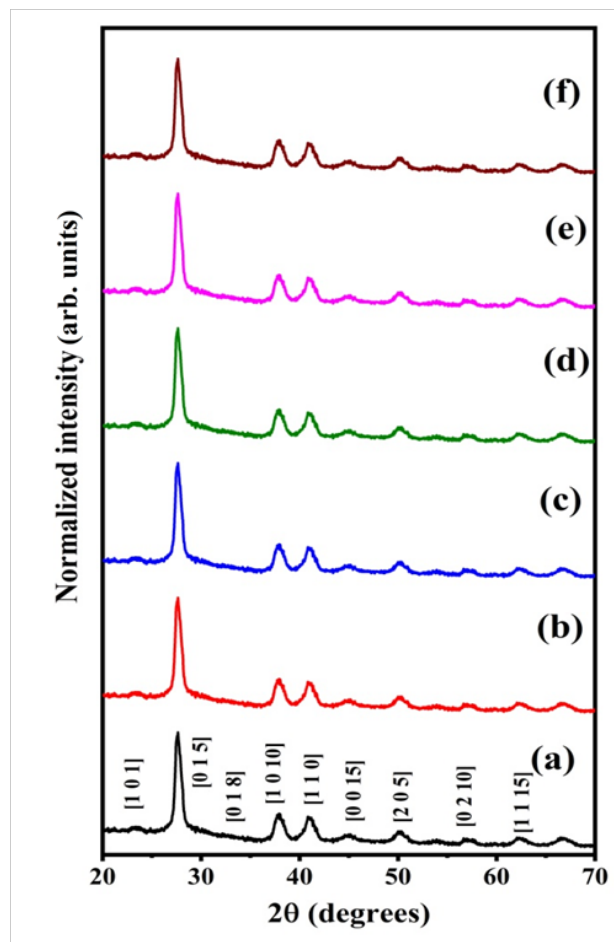 Normalized intensity (arb. units)
(f)
(e)
(d)
(c)
(b)
(a)
[1 0 1]
[0 1 5]
[0 1 8]
[1 0 10]
[1 1 0]
[0 0 15]
[2 0 5]
[0 2 10]
[1 1 15]
20 30 40 50 60 70
2θ (degrees)